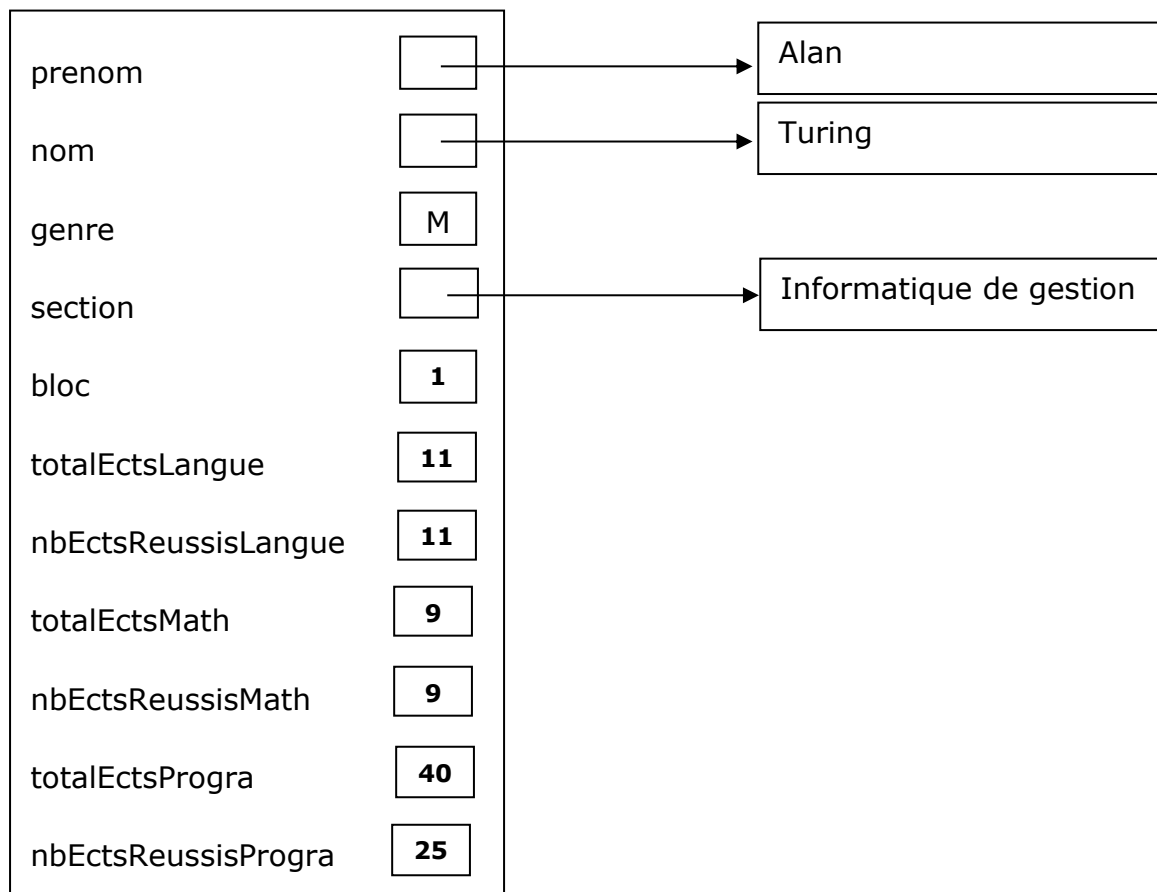 prenom Alan
nom Turing
genre M
section Informatique de gestion
bloc 1
totalEctsLangue 11
nbEctsReussisLangue 11
totalEctsMath 9
nbEctsReussisMath 9
totalEctsProgra 40
nbEctsReussisProgra 25